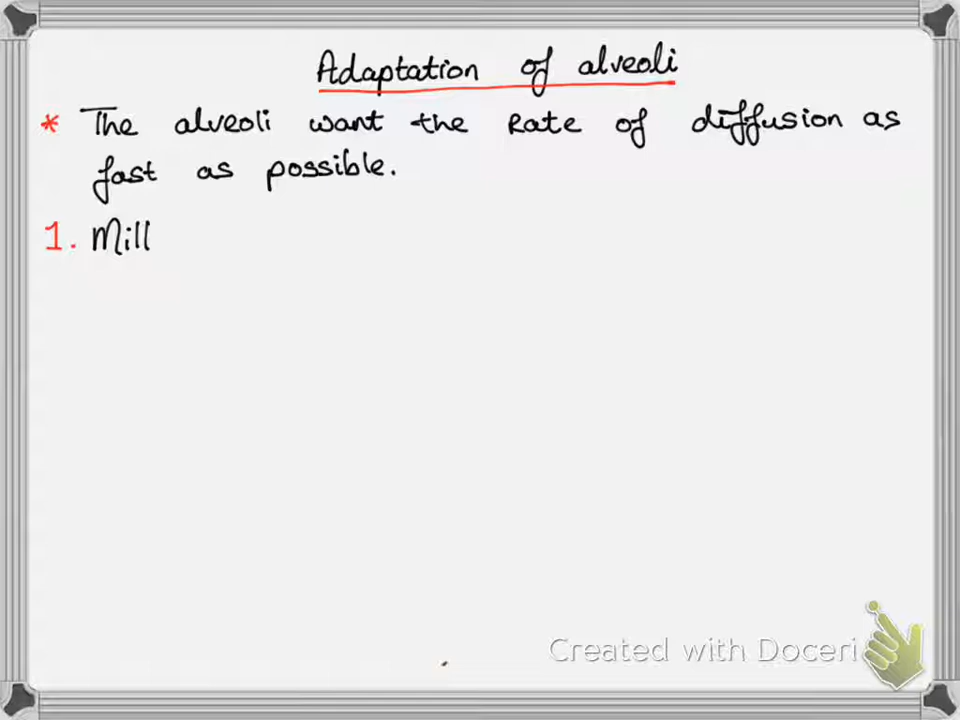 Adaptation of alveoli
* The alveoli want the Rate of diffusion as
fast as possible.
1. Mill
Created with Doceri